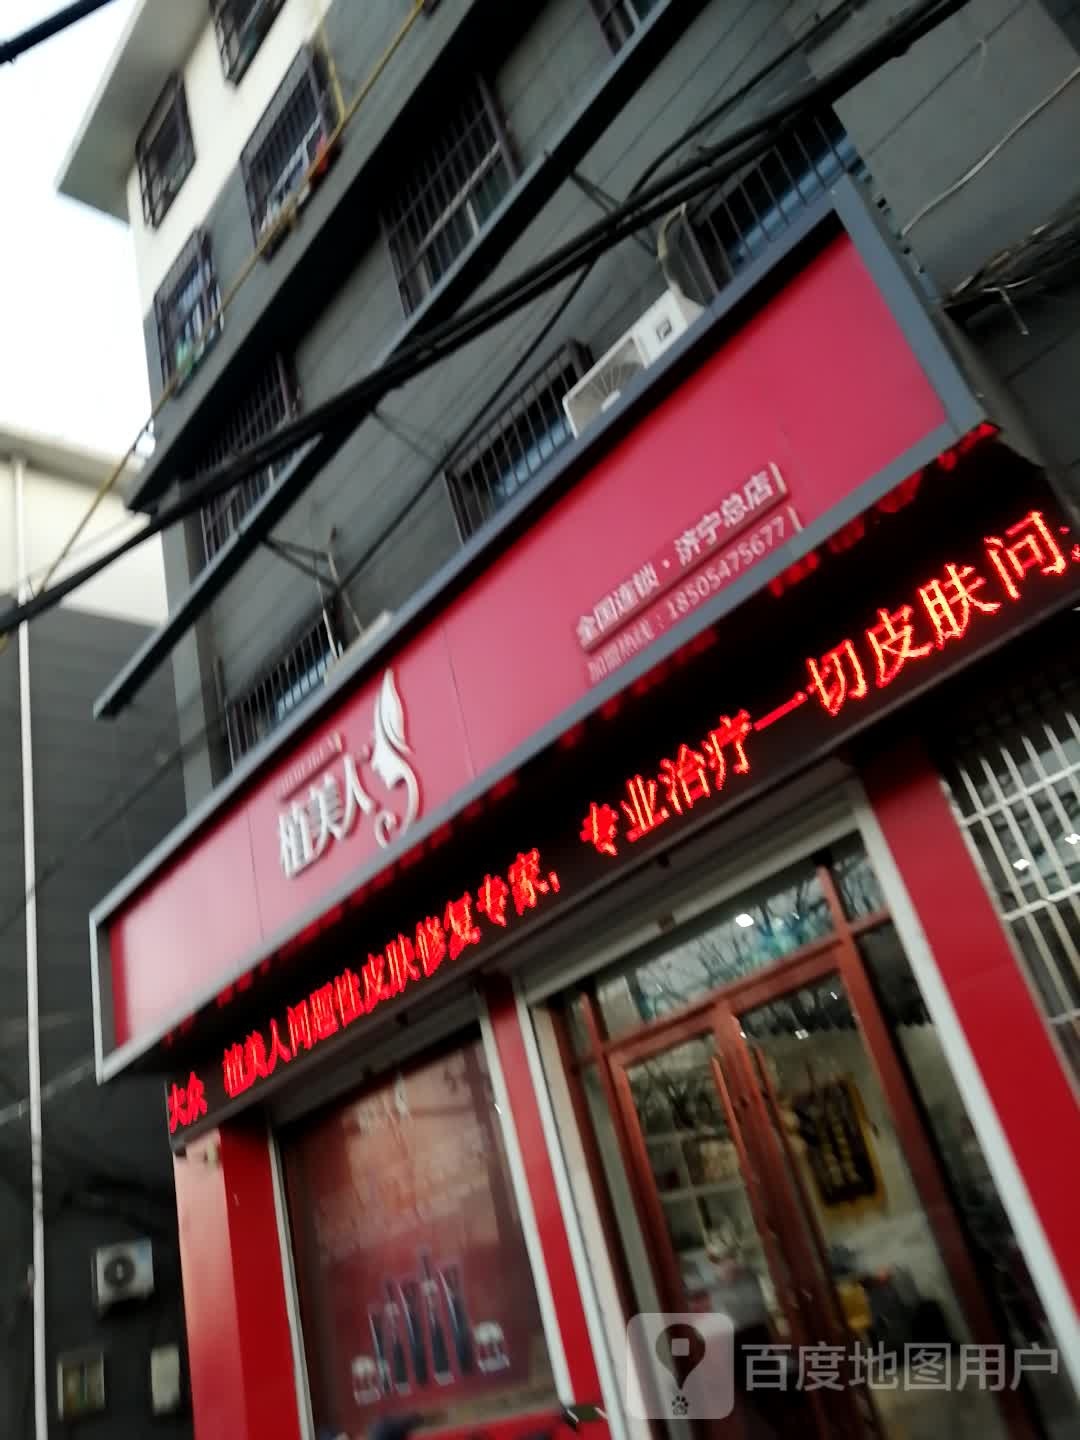 植美人
全国连锁·济宁总店
加盟热线：18505475677
大众 植美人问题性皮肤修复专家，专业治疗一切皮肤问
百度地图用户